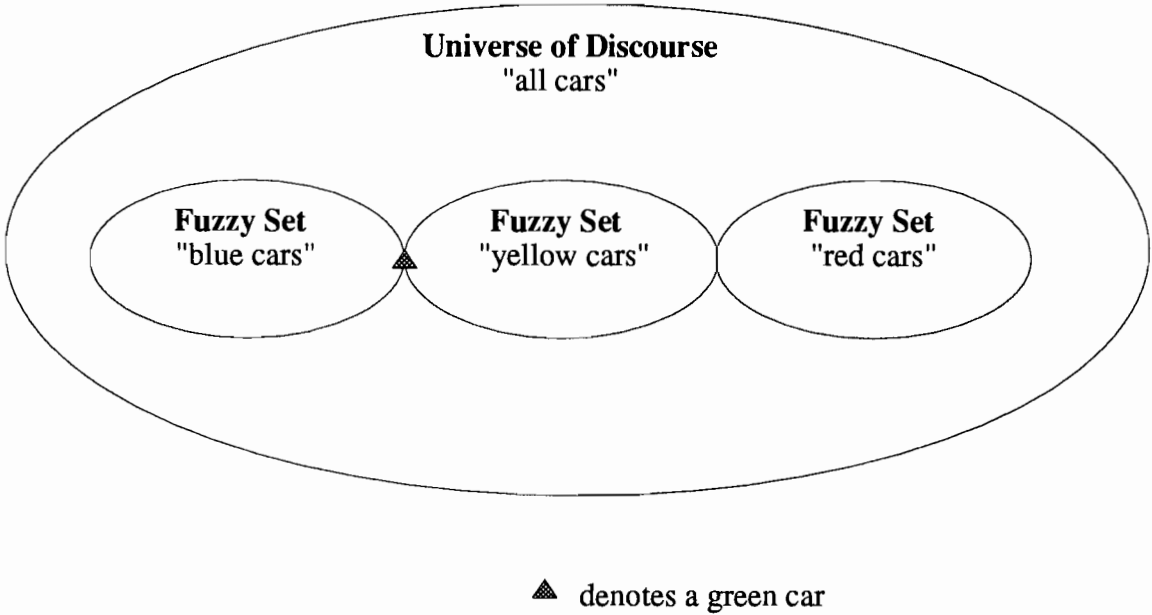 Universe of Discourse
"all cars"
Fuzzy Set
"blue cars"
Fuzzy Set
"yellow cars"
Fuzzy Set
"red cars"
denotes a green car